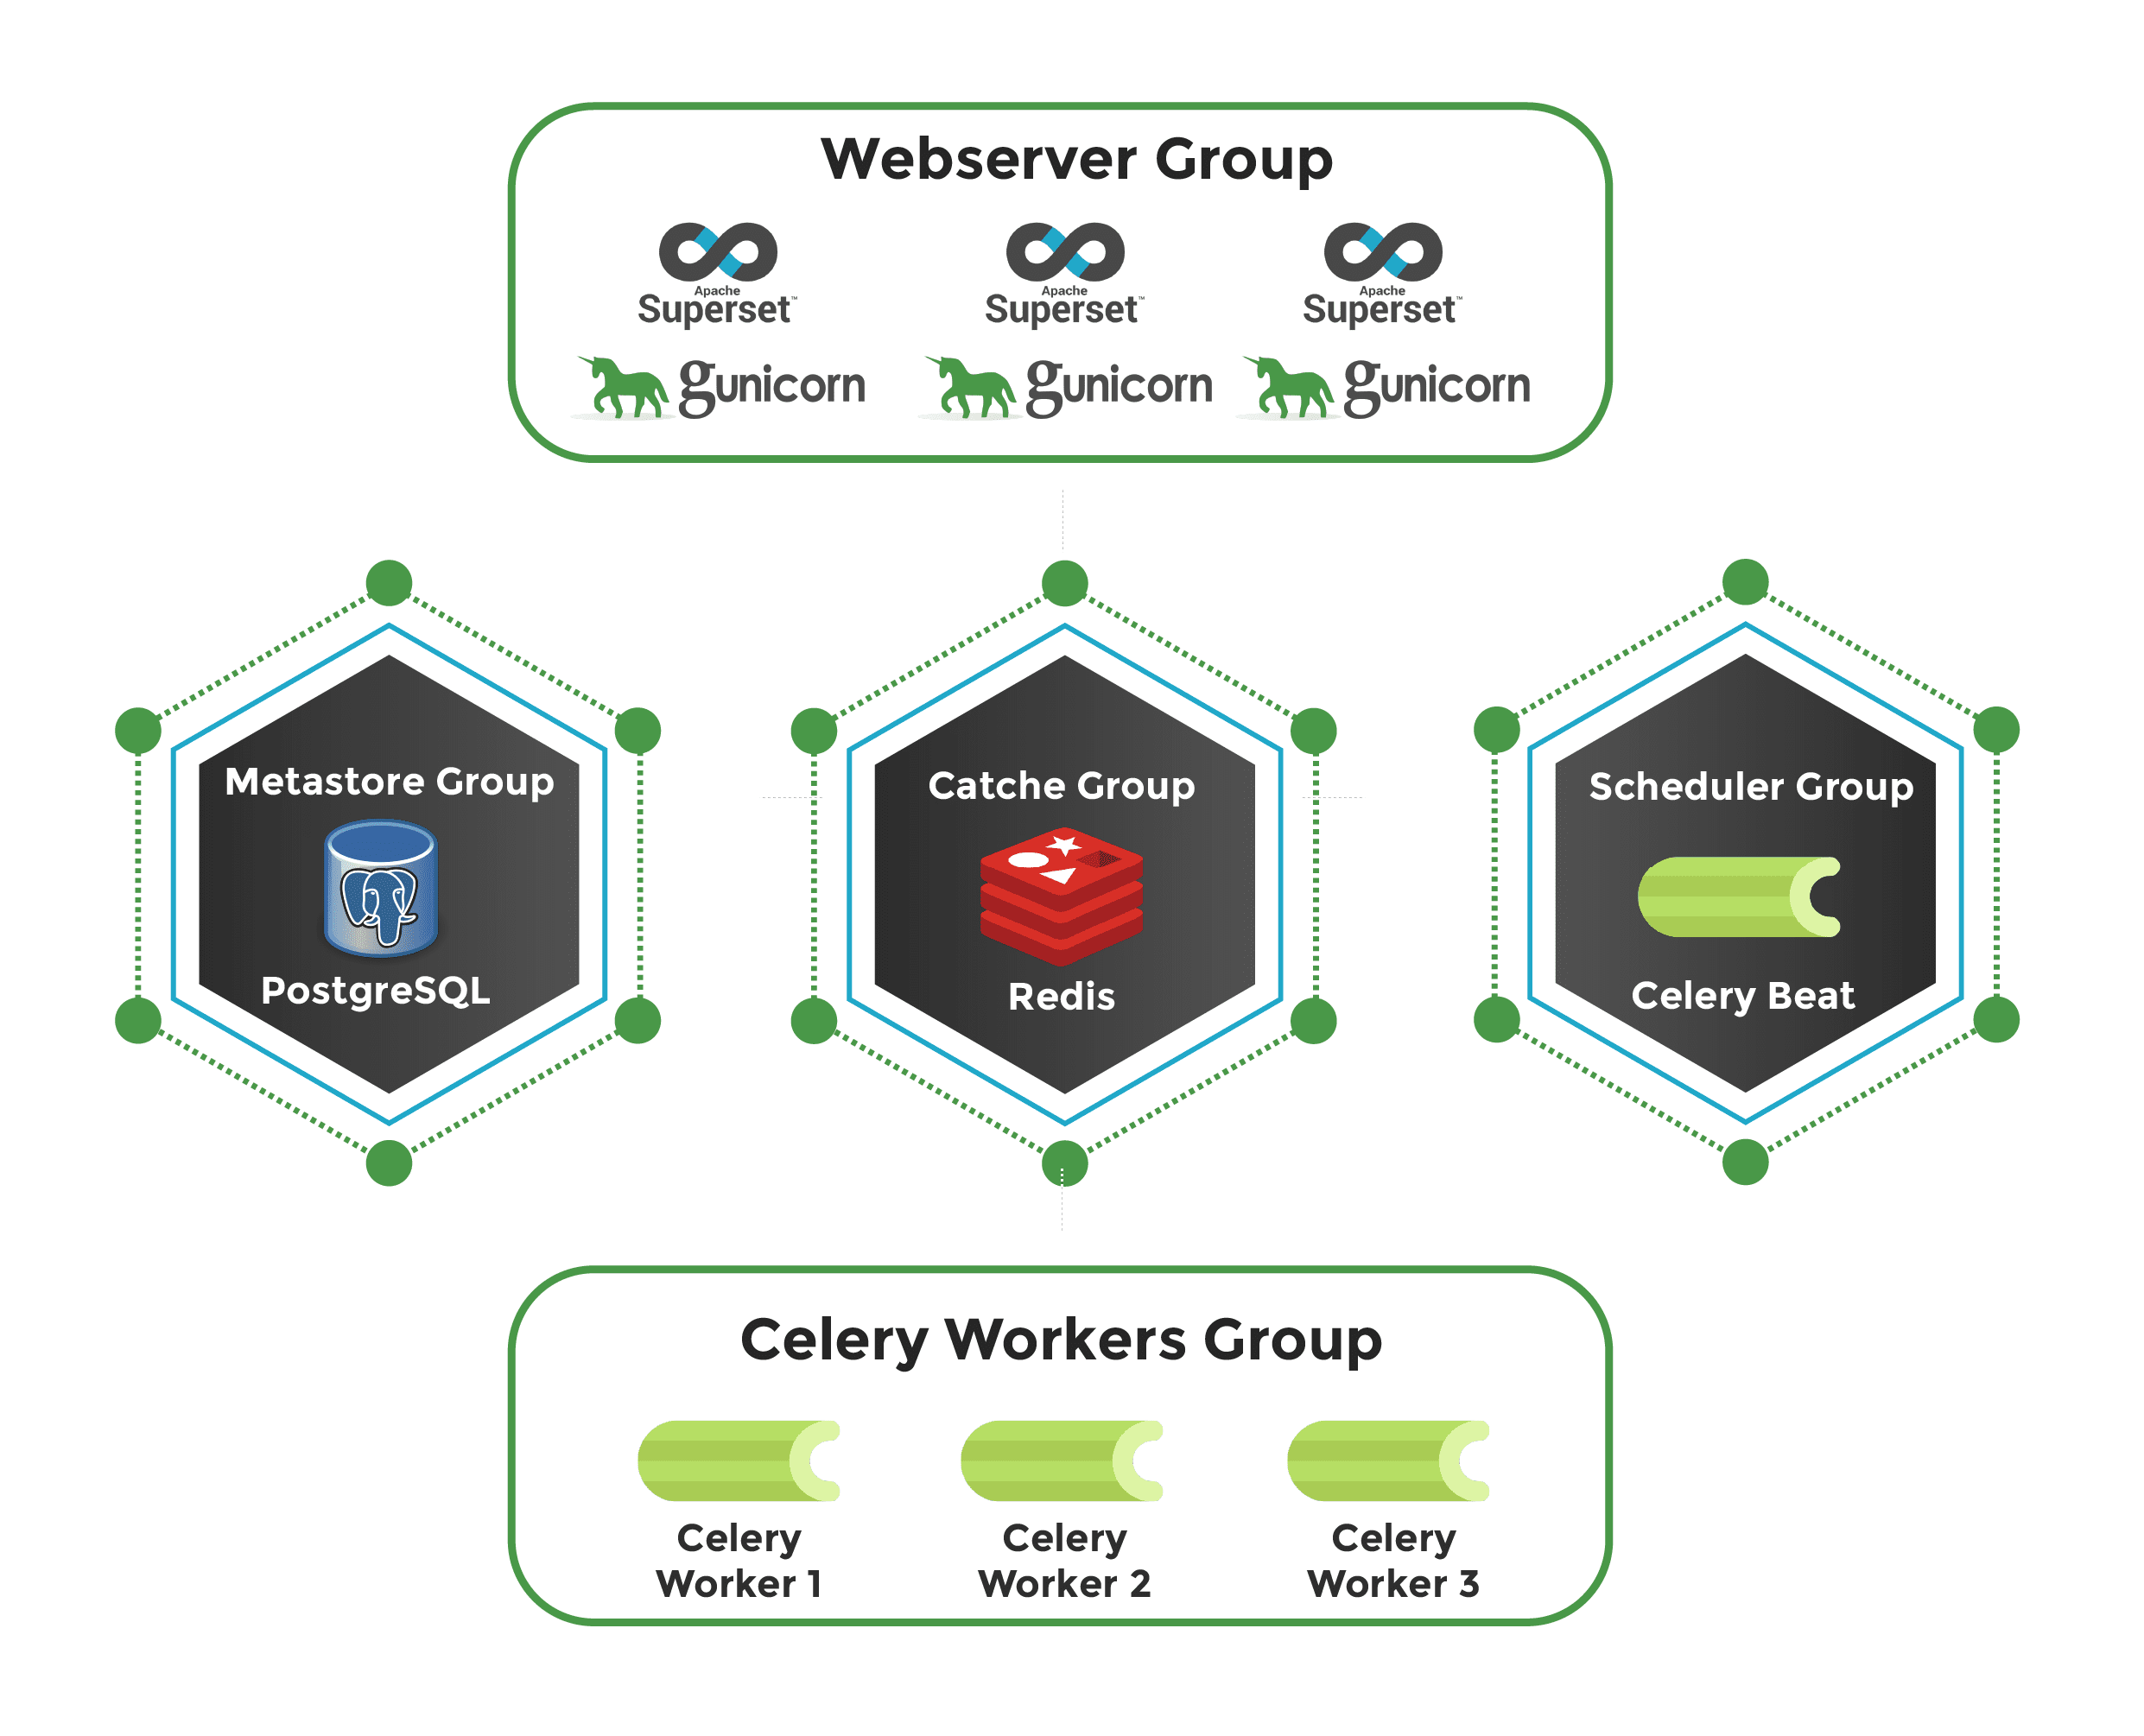 Webserver Group
Apache
Superset™
Apache
Superset™
Apache
Superset™
gunicorn
gunicorn
gunicorn
Metastore Group
PostgreSQL
Catche Group
Redis
Scheduler Group
Celery Beat
Celery Workers Group
Celery
Worker 1
Celery
Worker 2
Celery
Worker 3